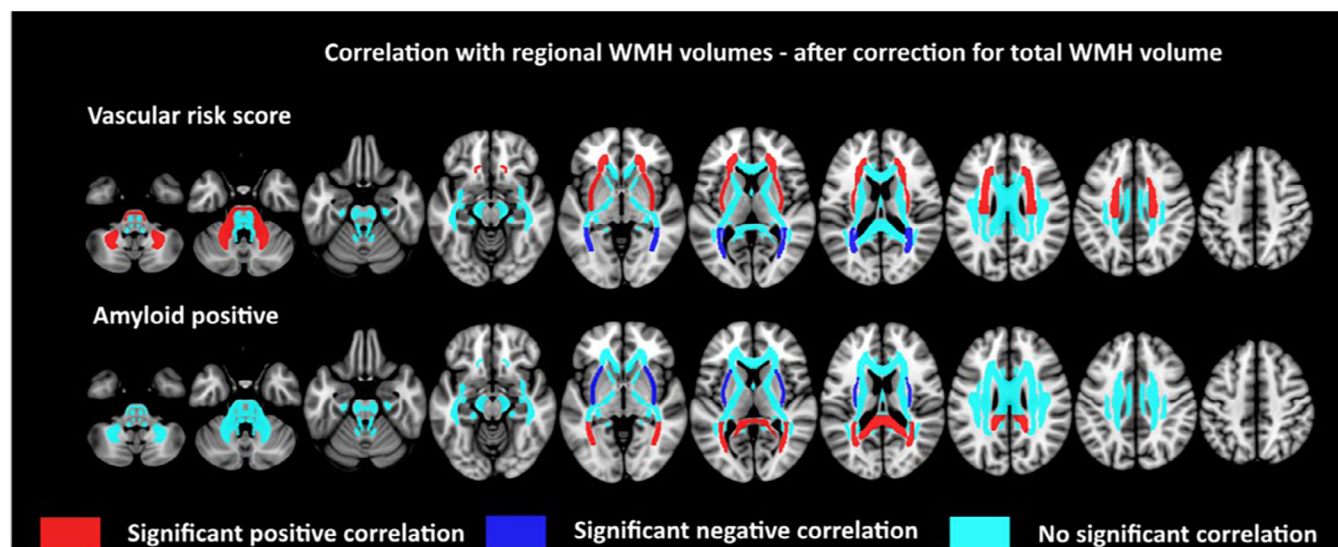 Correlation with regional WMH volumes - after correction for total WMH volume
Vascular risk score
Amyloid positive
Significant positive correlation
Significant negative correlation
No significant correlation